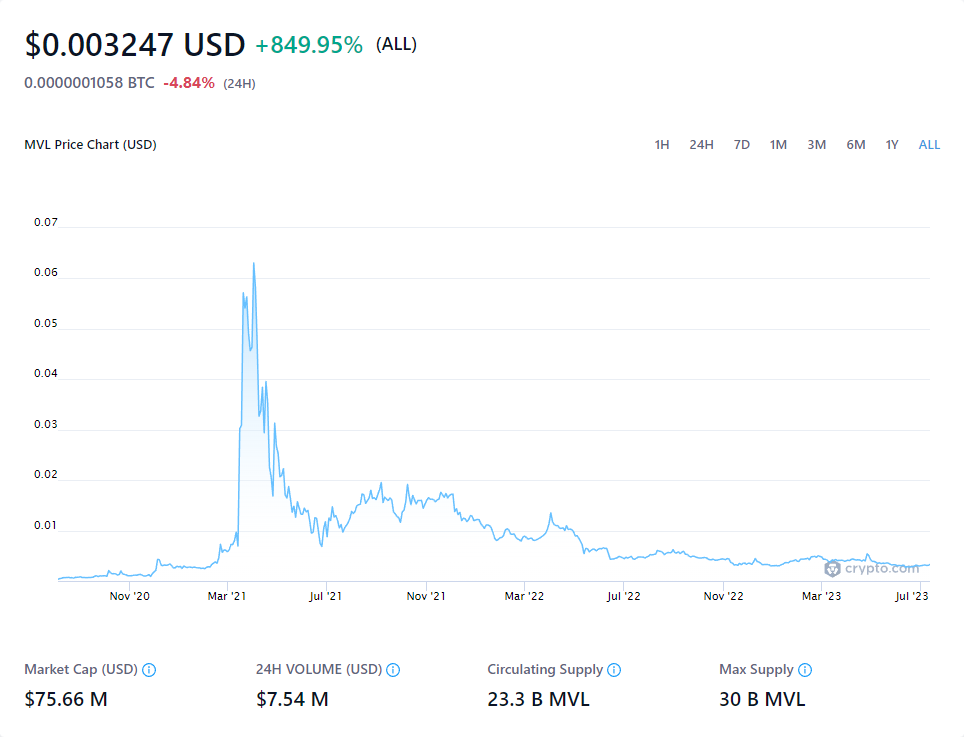 $0.003247 USD +849.95% (ALL)
0.0000001058 BTC -4.84% (24H)
MVL Price Chart (USD) 1H 24H 7D 1M 3M 6M 1Y ALL
0.07
0.06
0.05
0.04
0.03
0.02
0.01
crypto.com
Nov '20 Mar '21 Jul '21 Nov '21 Mar '22 Jul '22 Nov '22 Mar '23 Jul '23
Market Cap (USD) 24H VOLUME (USD) Circulating Supply Max Supply
$75.66 M $7.54 M 23.3 B MVL 30 B MVL